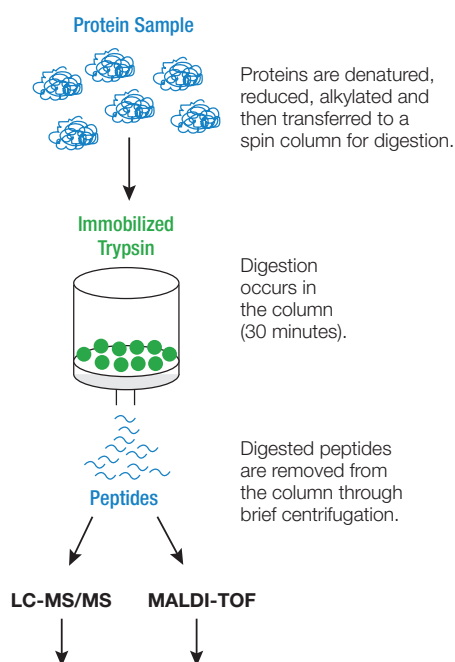 Protein Sample
Proteins are denatured,
reduced, alkylated and
then transferred to a
spin column for digestion.
Immobilized
Trypsin
Digestion
occurs in
the column
(30 minutes).
Digested peptides
are removed from
the column through
brief centrifugation.
Peptides
LC-MS/MS MALDI-TOF